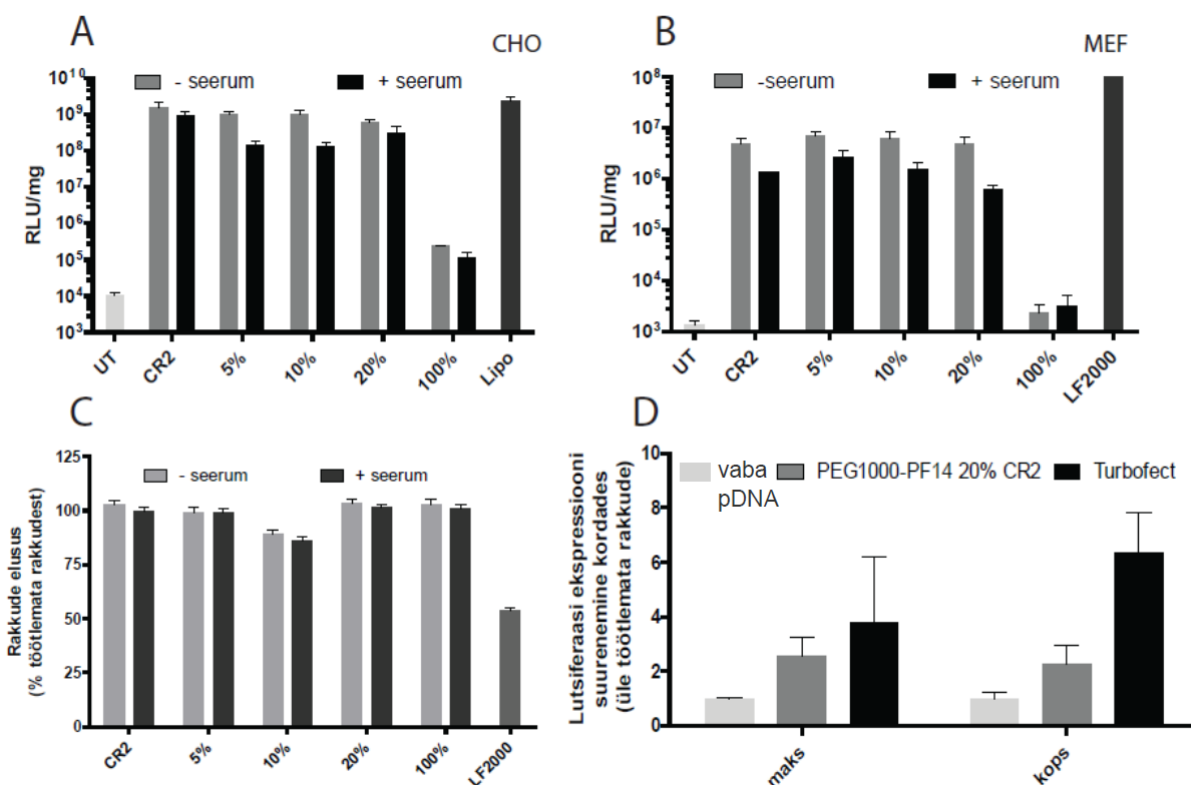 A
CHO
- seerum
+ seerum
RLU/mg
10^10
10^9
10^8
10^7
10^6
10^5
10^4
10^3
UT
CR2
5%
10%
20%
100%
Lipo
B
MEF
-seerum
+ seerum
RLU/mg
10^8
10^7
10^6
10^5
10^4
10^3
UT
CR2
5%
10%
20%
100%
LF2000
C
- seerum
+ seerum
Rakkude elusus
(% töötlemata rakkudest)
125
100
75
50
25
0
CR2
5%
10%
20%
100%
LF2000
D
vaba
pDNA
PEG1000-PF14 20% CR2
Turbofect
Lutsiferaasi ekspressiooni
suurenemine kordades
(üle töötlemata rakkude)
10
8
6
4
2
0
maks
kops